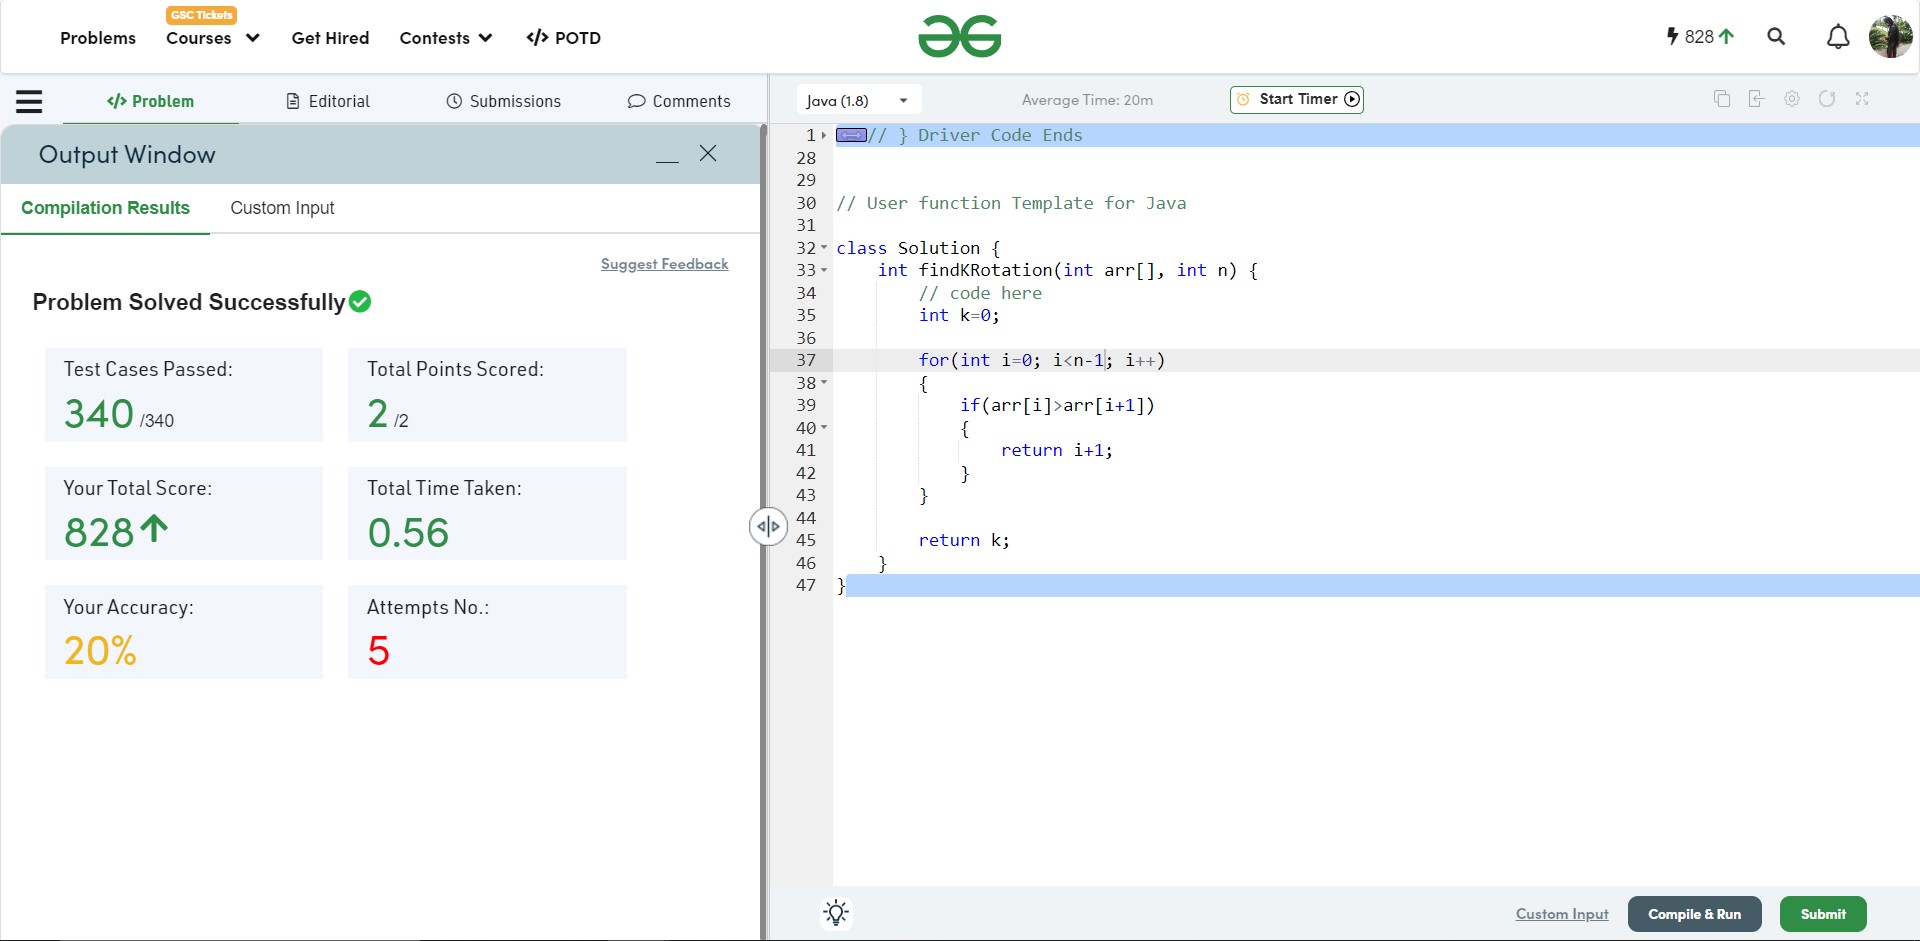 GSC Tickets
Problems Courses Get Hired Contests </> POTD
828
</> Problem Editorial Submissions Comments
Output Window
Compilation Results Custom Input
Suggest Feedback
Problem Solved Successfully
Test Cases Passed: Total Points Scored:
340 /340 2 /2
Your Total Score: Total Time Taken:
828 0.56
Your Accuracy: Attempts No.:
20% 5
Java (1.8) Average Time: 20m Start Timer
1 // } Driver Code Ends
28
29
30 // User function Template for Java
31
32 class Solution {
33 int findKRotation(int arr[], int n) {
34 // code here
35 int k=0;
36
37 for(int i=0; i<n-1; i++)
38 {
39 if(arr[i]>arr[i+1])
40 {
41 return i+1;
42 }
43 }
44
45 return k;
46 }
47 }
Custom Input Compile & Run Submit